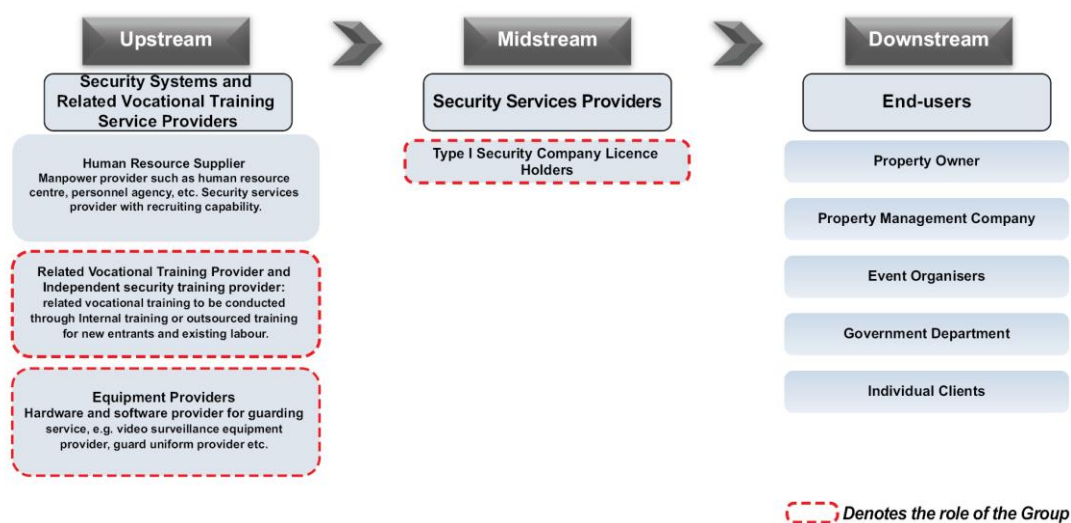 Upstream
Midstream
Downstream
Security Systems and
Related Vocational Training
Service Providers
Security Services Providers
End-users
Human Resource Supplier
Manpower provider such as human resource
centre, personnel agency, etc. Security services
provider with recruiting capability.
Related Vocational Training Provider and
Independent security training provider:
related vocational training to be conducted
through Internal training or outsourced training
for new entrants and existing labour.
Equipment Providers
Hardware and software provider for guarding
service, e.g. video surveillance equipment
provider, guard uniform provider etc.
Type I Security Company Licence
Holders
Property Owner
Property Management Company
Event Organisers
Government Department
Individual Clients
Denotes the role of the Group